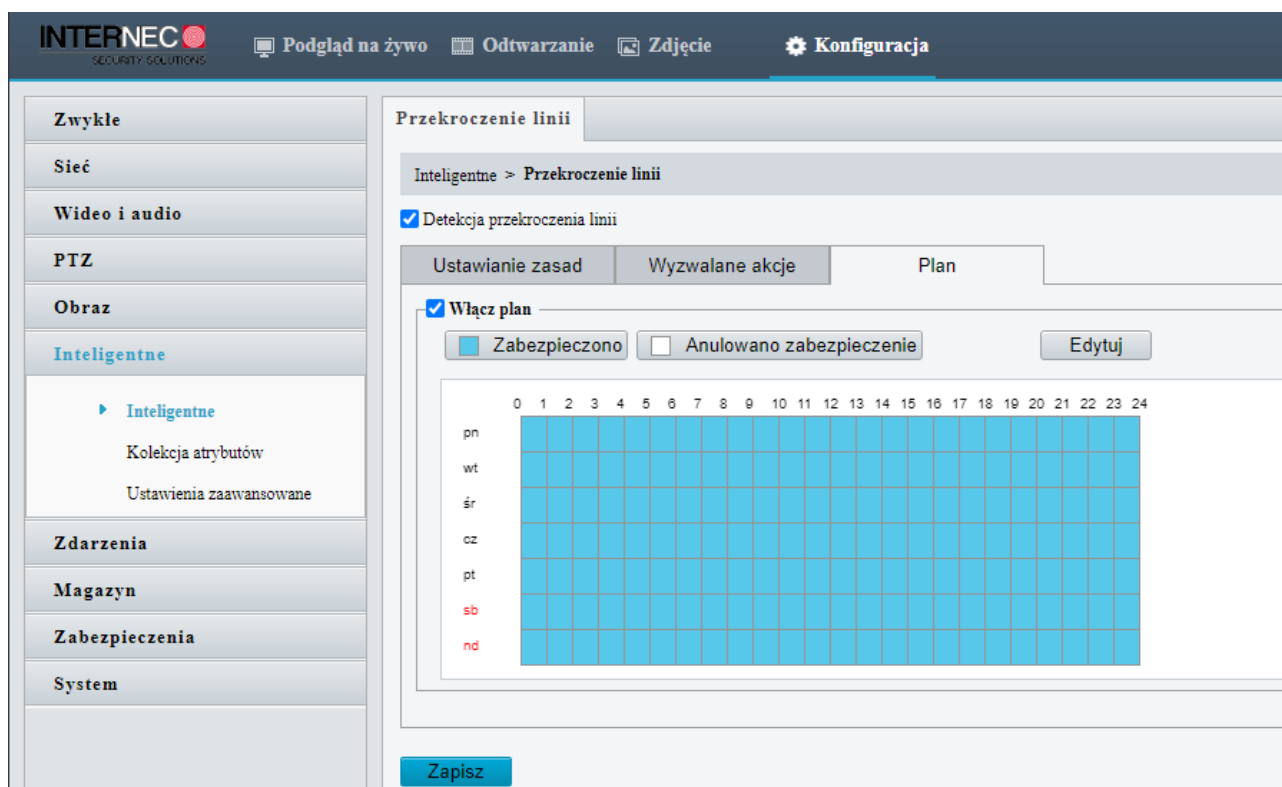 INTERNEC
SECURITY SOLUTIONS
Podgląd na żywo Odtwarzanie Zdjęcie Konfiguracja
Zwykłe
Sieć
Wideo i audio
PTZ
Obraz
Inteligentne
Inteligentne
Kolekcja atrybutów
Ustawienia zaawansowane
Zdarzenia
Magazyn
Zabezpieczenia
System
Przekroczenie linii
Inteligentne > Przekroczenie linii
Detekcja przekroczenia linii
Ustawianie zasad Wyzwalane akcje Plan
Włącz plan
Zabezpieczono Anulowano zabezpieczenie Edytuj
0 1 2 3 4 5 6 7 8 9 10 11 12 13 14 15 16 17 18 19 20 21 22 23 24
pn
wt
śr
cz
pt
sb
nd
Zapisz